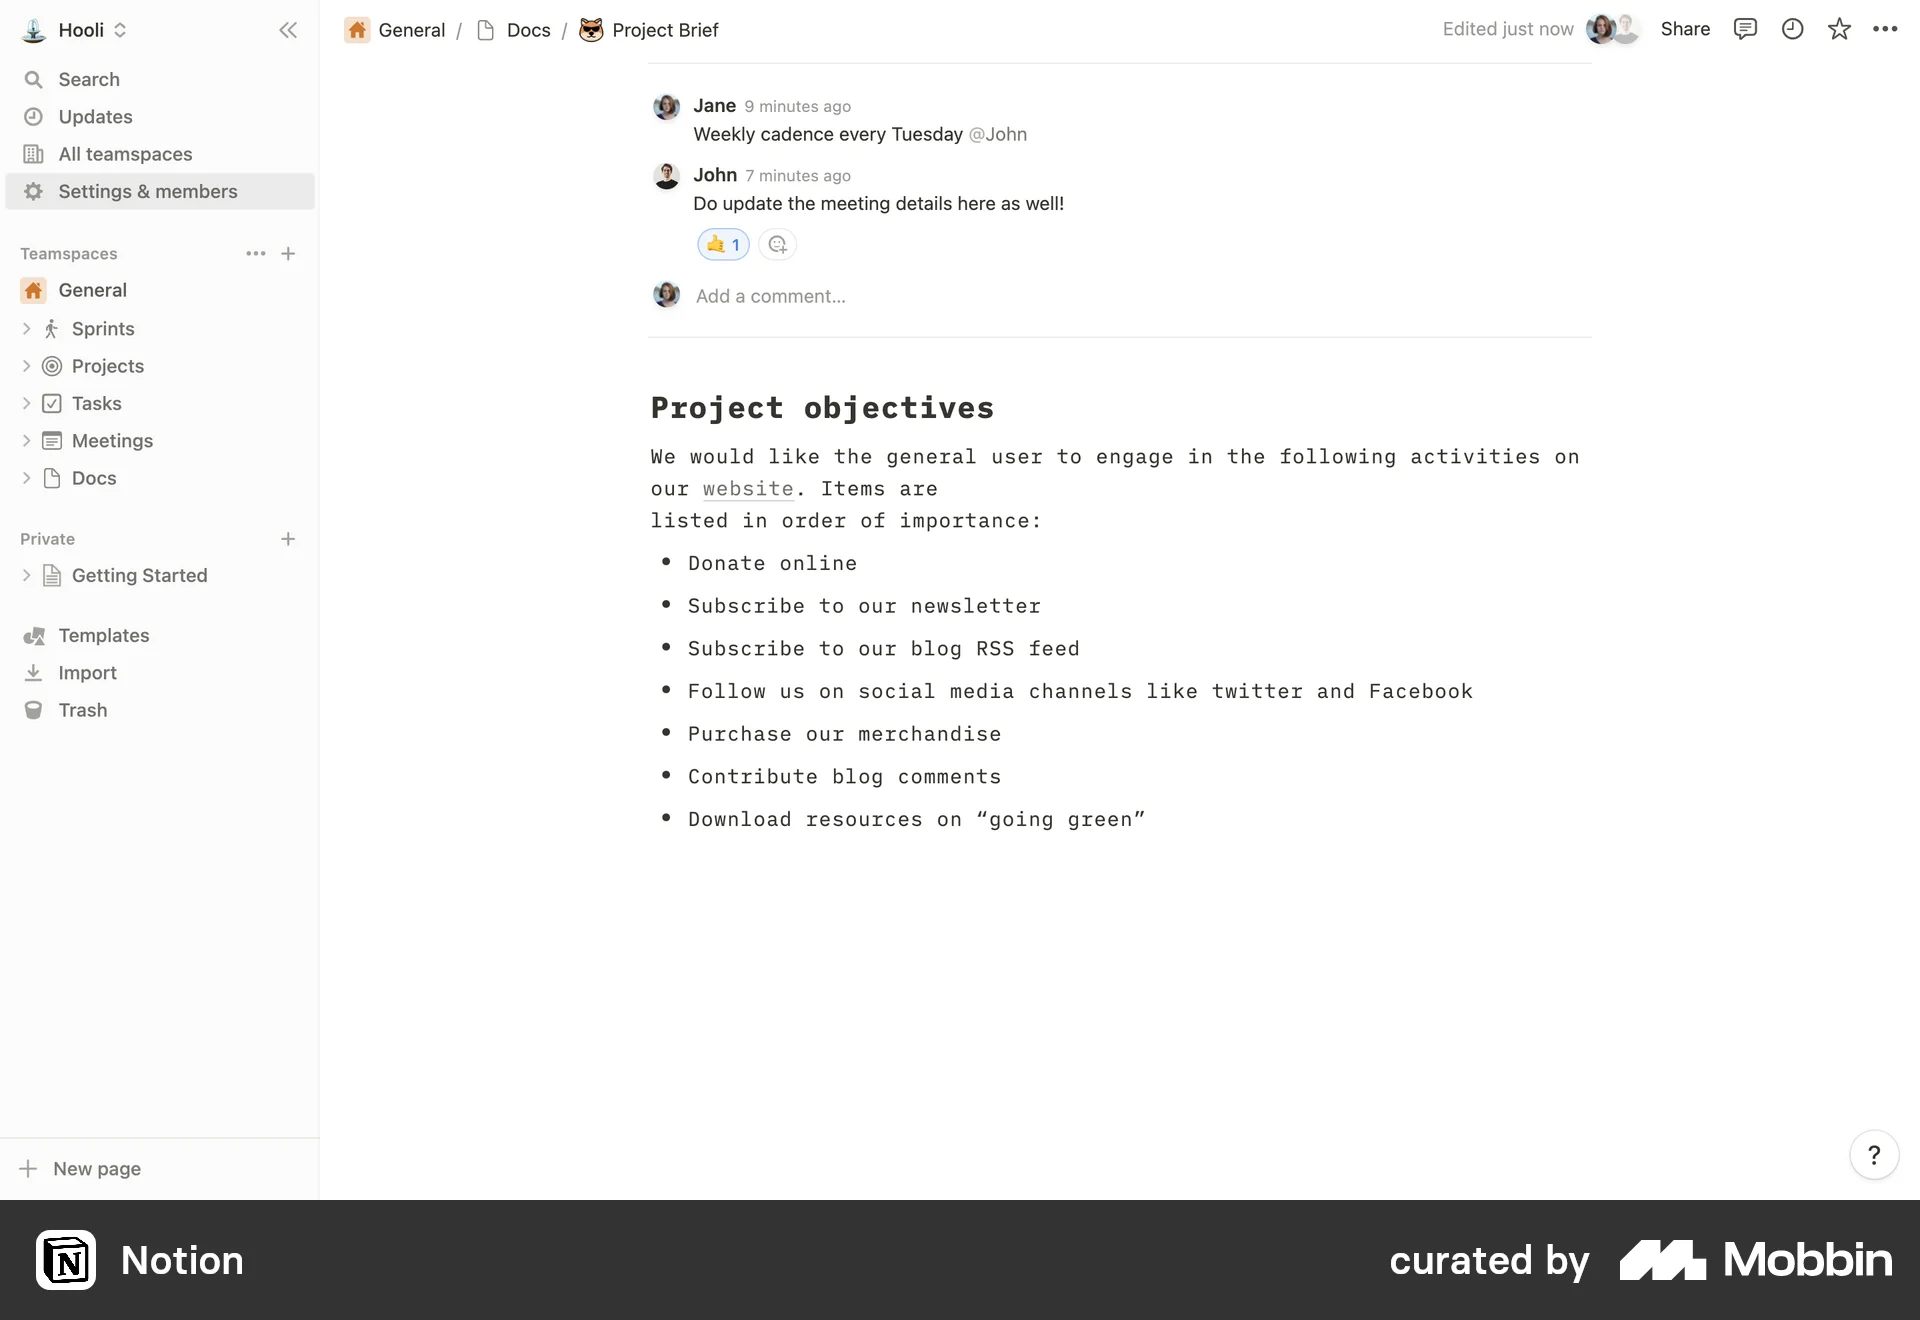 Hooli
Search
Updates
All teamspaces
Settings & members
Teamspaces
General
Sprints
Projects
Tasks
Meetings
Docs
Private
Getting Started
Templates
Import
Trash
New page
General / Docs / Project Brief
Edited just now
Share
Jane 9 minutes ago
Weekly cadence every Tuesday @John
John 7 minutes ago
Do update the meeting details here as well!
1
Add a comment...
Project objectives
We would like the general user to engage in the following activities on
our website. Items are
listed in order of importance:
• Donate online
• Subscribe to our newsletter
• Subscribe to our blog RSS feed
• Follow us on social media channels like twitter and Facebook
• Purchase our merchandise
• Contribute blog comments
• Download resources on “going green”
?
N Notion
curated by Mobbin